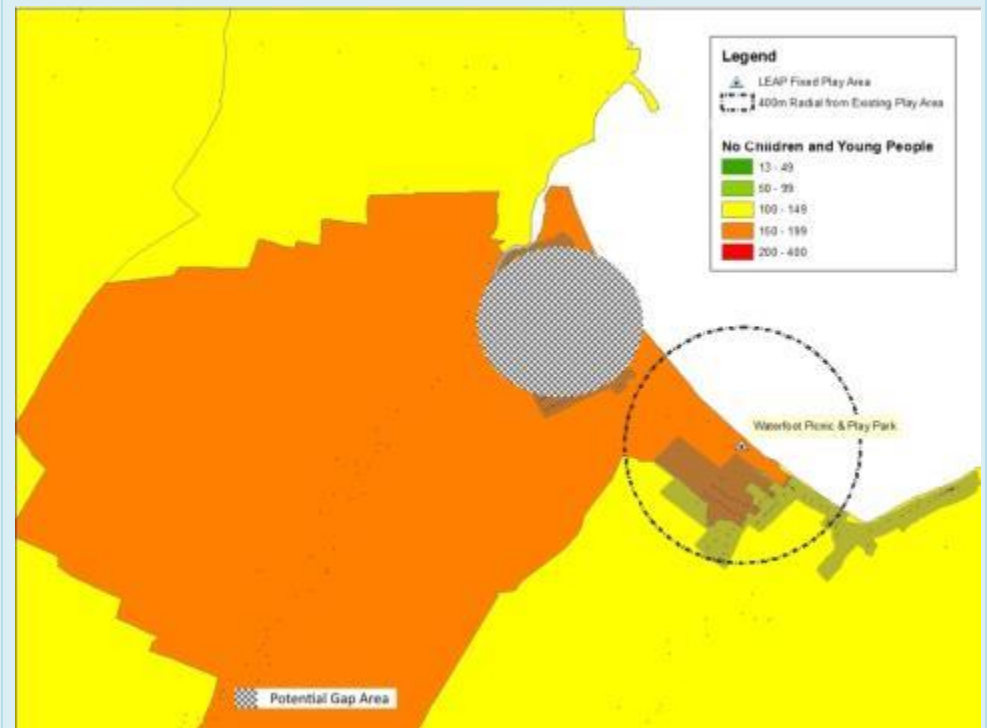 Legend
LEAP Fixed Play Area
400m Radial from Existing Play Area
No Children and Young People
13 - 49
50 - 99
100 - 149
150 - 199
200 - 400
Waterfoot Picnic & Play Park
Potential Gap Area